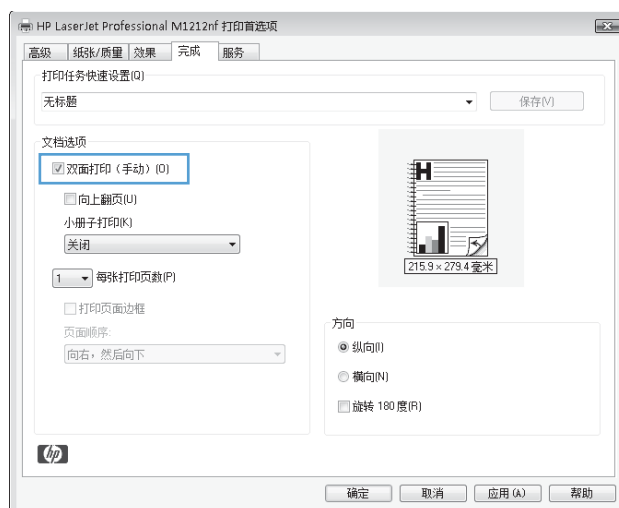 HP LaserJet Professional M1212nf 打印首选项
高级 纸张/质量 效果 完成 服务
打印任务快速设置(Q)
无标题
保存(V)
文档选项
双面打印（手动）(O)
向上翻页(U)
小册子打印(K)
关闭
1 每张打印页数(P)
打印页面边框
页面顺序:
向右，然后向下
H
215.9 × 279.4 毫米
方向
纵向(I)
横向(N)
旋转 180 度(R)
hp
确定 取消 应用(A) 帮助